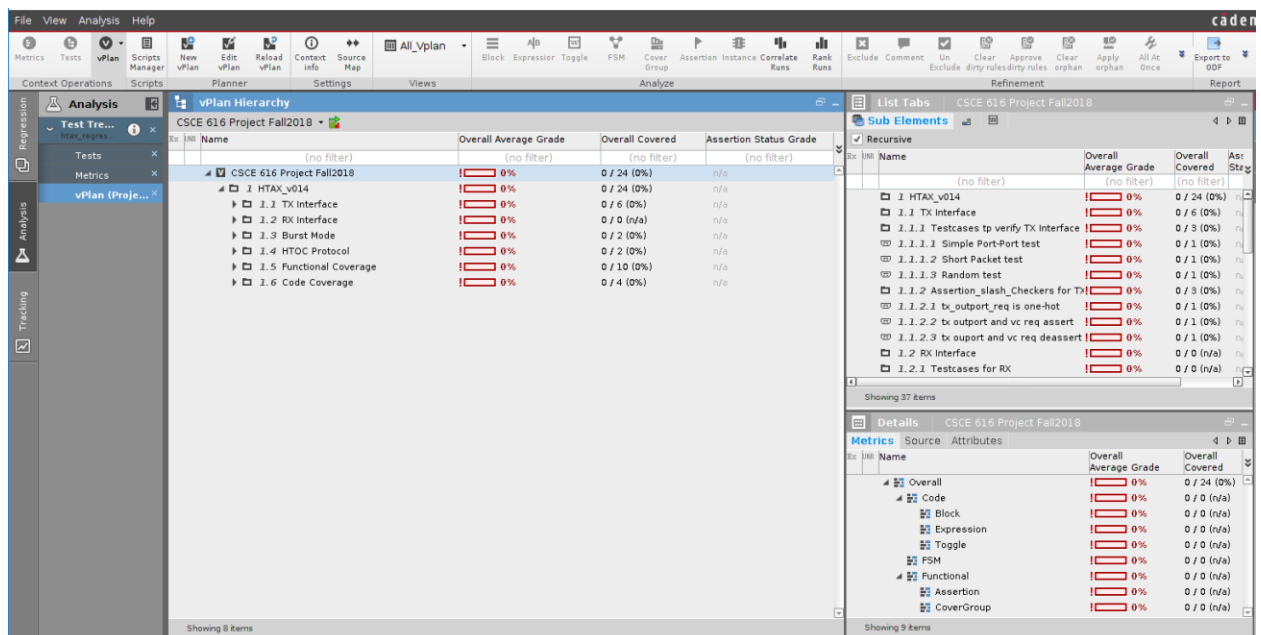 File View Analysis Help
cāden
Metrics Tests vPlan Scripts Manager New vPlan Edit vPlan Reload vPlan Context info Source Map All_Vplan Block Expression Toggle FSM Cover Group Assertion Instance Correlate Runs Rank Runs Exclude Comment Un Exclude Clear dirty rules Approve dirty rules Clear orphan Apply orphan All At Once Export to ODF
Context Operations Scripts Planner Settings Views Analyze Refinement Report
Regression
Analysis
Tracking
Analysis
Test Tre...
htax_regres...
Tests
Metrics
vPlan (Proje...
vPlan Hierarchy
CSCE 616 Project Fall2018
Ex UNR Name Overall Average Grade Overall Covered Assertion Status Grade
(no filter) (no filter) (no filter) (no filter)
CSCE 616 Project Fall2018 0% 0 / 24 (0%) n/a
1 HTAX_v014 0% 0 / 24 (0%) n/a
1.1 TX Interface 0% 0 / 6 (0%) n/a
1.2 RX Interface 0% 0 / 0 (n/a) n/a
1.3 Burst Mode 0% 0 / 2 (0%) n/a
1.4 HTOC Protocol 0% 0 / 2 (0%) n/a
1.5 Functional Coverage 0% 0 / 10 (0%) n/a
1.6 Code Coverage 0% 0 / 4 (0%) n/a
Showing 8 items
List Tabs CSCE 616 Project Fall2018
Sub Elements
Recursive
Ex UNR Name Overall Average Grade Overall Covered
(no filter) (no filter) (no filter)
1 HTAX_v014 0% 0 / 24 (0%)
1.1 TX Interface 0% 0 / 6 (0%)
1.1.1 Testcases tp verify TX Interface 0% 0 / 3 (0%)
1.1.1.1 Simple Port-Port test 0% 0 / 1 (0%)
1.1.1.2 Short Packet test 0% 0 / 1 (0%)
1.1.1.3 Random test 0% 0 / 1 (0%)
1.1.2 Assertion_slash_Checkers for TX 0% 0 / 3 (0%)
1.1.2.1 tx_outport_req is one-hot 0% 0 / 1 (0%)
1.1.2.2 tx outport and vc req assert 0% 0 / 1 (0%)
1.1.2.3 tx ouport and vc req deassert 0% 0 / 1 (0%)
1.2 RX Interface 0% 0 / 0 (n/a)
1.2.1 Testcases for RX 0% 0 / 0 (n/a)
Showing 37 items
Details CSCE 616 Project Fall2018
Metrics Source Attributes
Ex UNR Name Overall Average Grade Overall Covered
Overall 0% 0 / 24 (0%)
Code 0% 0 / 0 (n/a)
Block 0% 0 / 0 (n/a)
Expression 0% 0 / 0 (n/a)
Toggle 0% 0 / 0 (n/a)
FSM 0% 0 / 0 (n/a)
Functional 0% 0 / 0 (n/a)
Assertion 0% 0 / 0 (n/a)
CoverGroup 0% 0 / 0 (n/a)
Showing 9 items